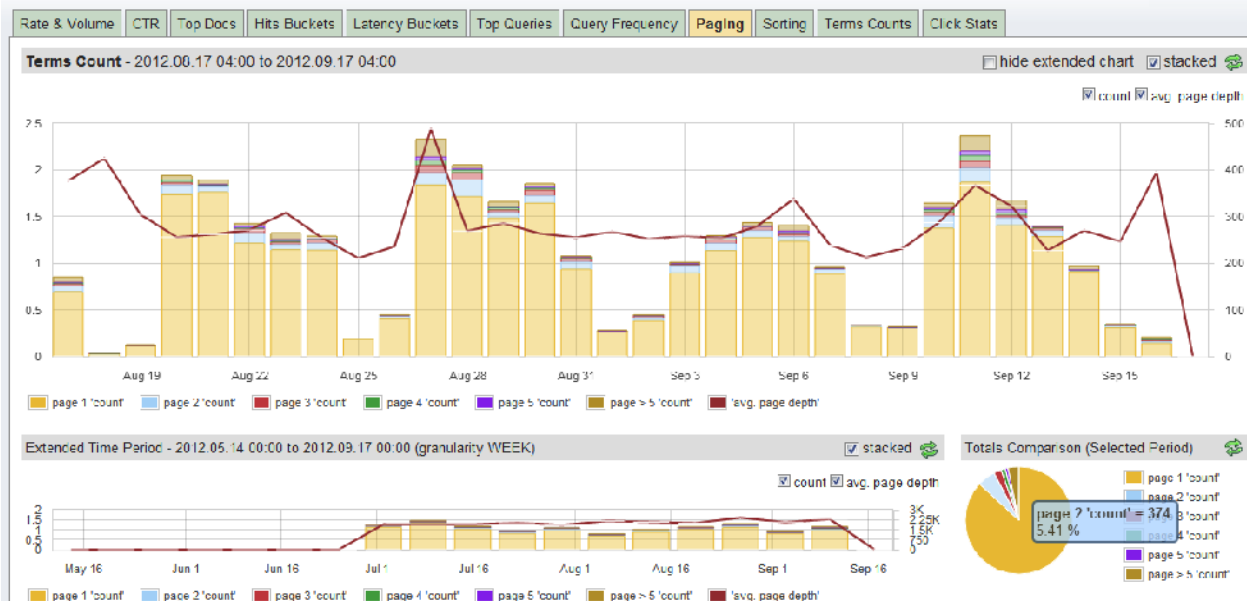 Rate & Volume CTR Top Docs Hits Buckets Latency Buckets Top Queries Query Frequency Paging Sorting Terms Counts Click Stats
Terms Count - 2012.08.17 04:00 to 2012.09.17 04:00 hide extended chart stacked
count avg. page depth
2.5 500
2 400
1.5 300
1 200
0.5 100
0 0
Aug 19 Aug 22 Aug 25 Aug 28 Aug 31 Sep 3 Sep 6 Sep 9 Sep 12 Sep 15
page 1 'count' page 2 'count' page 3 'count' page 4 'count' page 5 'count' page > 5 'count' 'avg. page depth'
Extended Time Period - 2012.05.14 00:00 to 2012.09.17 00:00 (granularity WEEK) stacked
count avg. page depth
2 3K
1.5 2.25K
1 1.5K
0.5 750
0 0
May 16 Jun 1 Jun 16 Jul 1 Jul 16 Aug 1 Aug 16 Sep 1 Sep 16
page 1 'count' page 2 'count' page 3 'count' page 4 'count' page 5 'count' page > 5 'count' 'avg. page depth'
Totals Comparison (Selected Period)
page 1 'count'
page 2 'count'
page 3 'count'
page 4 'count'
page 5 'count'
page > 5 'count'
page 2 'count' = 374
5.41 %